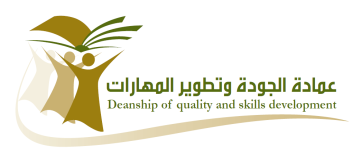 عمادة الجودة وتطوير المهارات
Deanship of quality and skills development